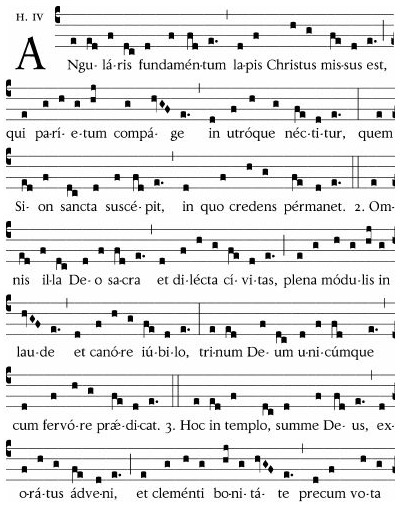 H. IV
A Ngu·lá·ris fundamén·tum la·pis Christus mis·sus est,
qui pa·rí·e·tum compá·ge in utróque néc·ti·tur, quem
Si·on sancta suscé·pit, in quo credens pérmanet. 2. Om-
nis il·la De·o sa·cra et di·lécta cí·vi·tas, plena módu·lis in
lau·de et canó·re iú·bi·lo, tri·num De·um u·ni·cúmque
cum fervó·re præ·di·cat. 3. Hoc in templo, summe De·us, ex-
o·rá·tus ádve·ni, et cleménti bo·ni·tá·te precum vo·ta